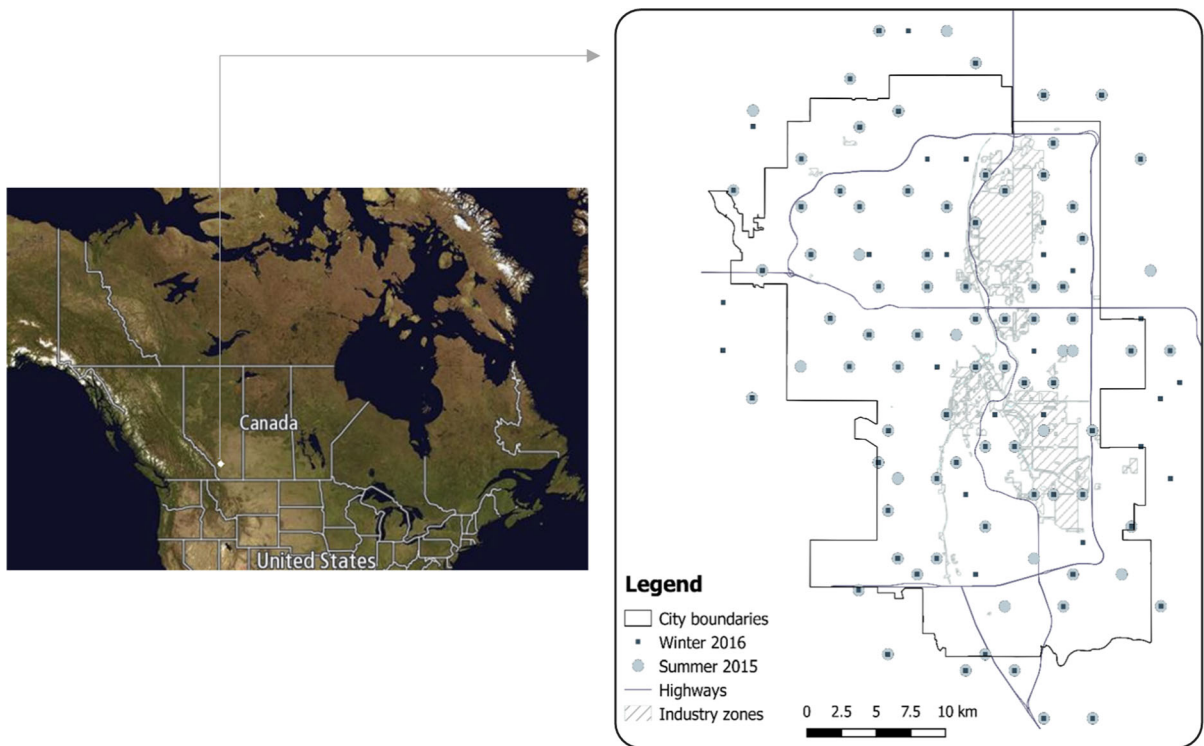 Canada
United States
Legend
City boundaries
Winter 2016
Summer 2015
Highways
Industry zones
0 2.5 5 7.5 10 km